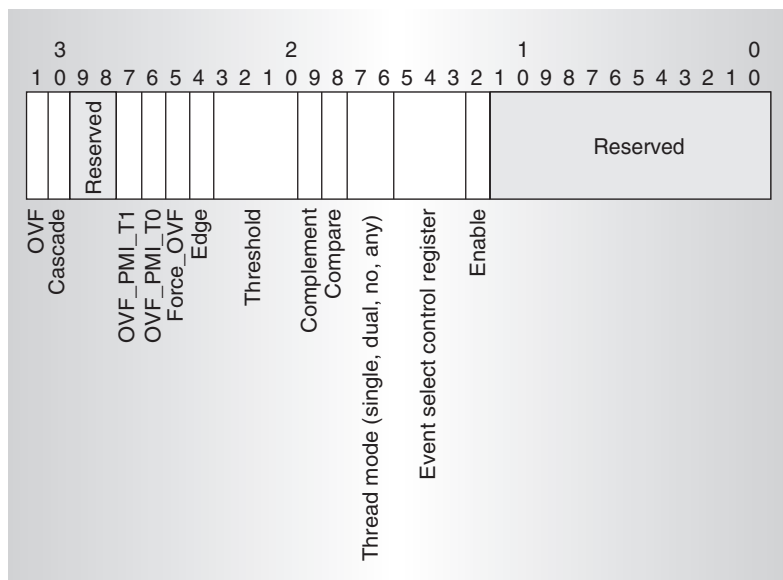 3 2 1 0
1 0 9 8 7 6 5 4 3 2 1 0 9 8 7 6 5 4 3 2 1 0 9 8 7 6 5 4 3 2 1 0
Reserved
Reserved
OVF
Cascade
OVF_PMI_T1
OVF_PMI_T0
Force_OVF
Edge
Threshold
Complement
Compare
Thread mode (single, dual, no, any)
Event select control register
Enable